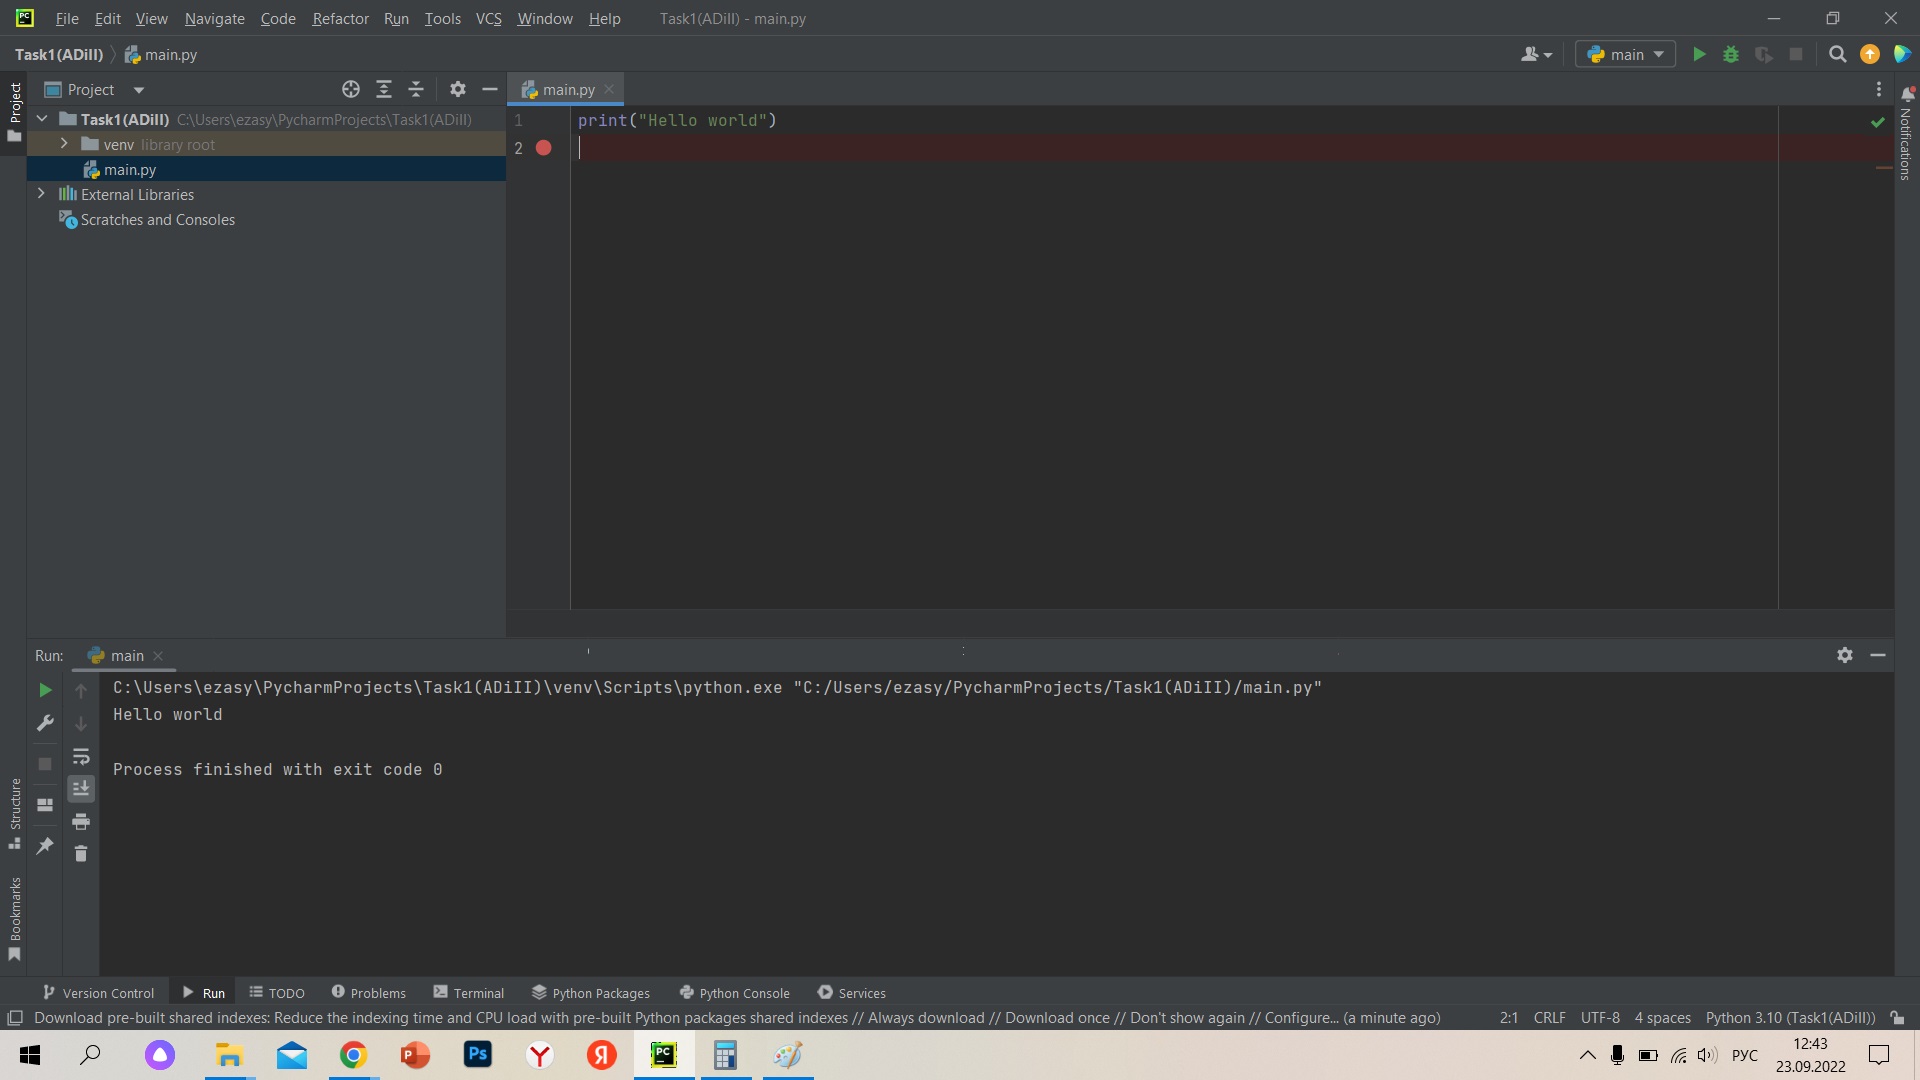 File Edit View Navigate Code Refactor Run Tools VCS Window Help Task1(ADiII) - main.py
Task1(ADiII) main.py
main
Project
Project
main.py
Notifications
Task1(ADiII) C:\Users\ezasy\PycharmProjects\Task1(ADiII)
venv library root
main.py
External Libraries
Scratches and Consoles
1 print("Hello world")
2
Run: main
C:\Users\ezasy\PycharmProjects\Task1(ADiII)\venv\Scripts\python.exe "C:/Users/ezasy/PycharmProjects/Task1(ADiII)/main.py"
Hello world
Process finished with exit code 0
Structure
Bookmarks
Version Control Run TODO Problems Terminal Python Packages Python Console Services
Download pre-built shared indexes: Reduce the indexing time and CPU load with pre-built Python packages shared indexes // Always download // Download once // Don't show again // Configure... (a minute ago) 2:1 CRLF UTF-8 4 spaces Python 3.10 (Task1(ADiII))
P Ps Y Я PC РУС
12:43
23.09.2022